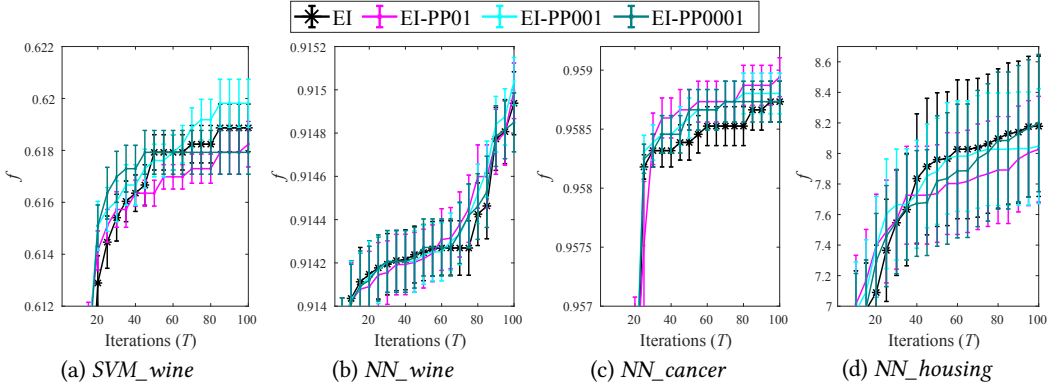 EI EI-PP01 EI-PP001 EI-PP0001
0.622
0.62
0.618
0.616
0.614
0.612
f
20 40 60 80 100
Iterations (T)
(a) SVM_wine
0.9152
0.915
0.9148
0.9146
0.9144
0.9142
0.914
f
20 40 60 80 100
Iterations (T)
(b) NN_wine
0.959
0.9585
0.958
0.9575
0.957
f
20 40 60 80 100
Iterations (T)
(c) NN_cancer
8.6
8.4
8.2
8
7.8
7.6
7.4
7.2
7
f
20 40 60 80 100
Iterations (T)
(d) NN_housing